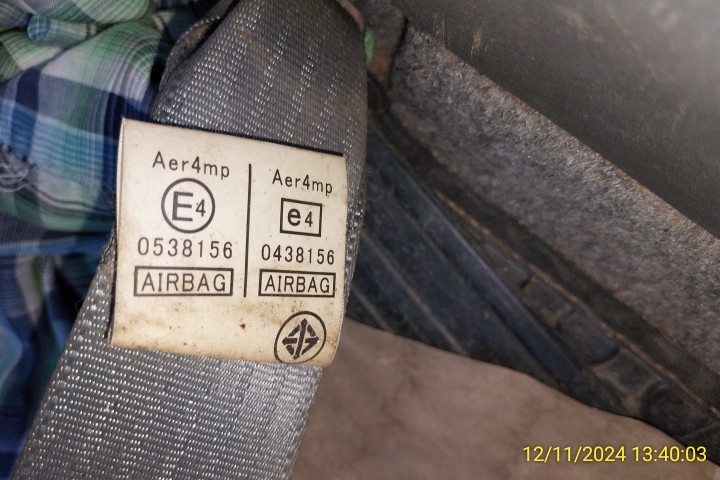 Aer4mp
E4
0538156
AIRBAG
Aer4mp
e4
0438156
AIRBAG
12/11/2024 13:40:03